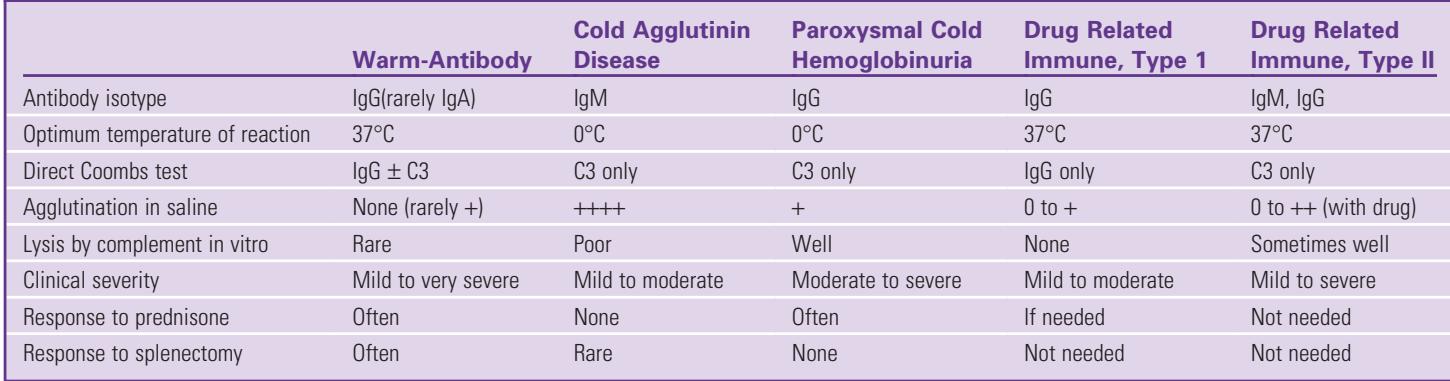 Warm-Antibody Cold Agglutinin Disease Paroxysmal Cold Hemoglobinuria Drug Related Immune, Type 1 Drug Related Immune, Type II
Antibody isotype IgG(rarely IgA) IgM IgG IgG IgM, IgG
Optimum temperature of reaction 37°C 0°C 0°C 37°C 37°C
Direct Coombs test IgG ± C3 C3 only C3 only IgG only C3 only
Agglutination in saline None (rarely +) ++++ + 0 to + 0 to ++ (with drug)
Lysis by complement in vitro Rare Poor Well None Sometimes well
Clinical severity Mild to very severe Mild to moderate Moderate to severe Mild to moderate Mild to severe
Response to prednisone Often None Often If needed Not needed
Response to splenectomy Often Rare None Not needed Not needed